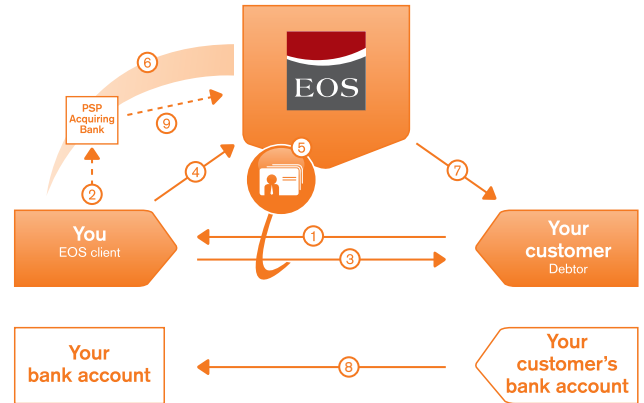 EOS
6
PSP
Acquiring
Bank
9
5
2
4
7
You
EOS client
1
3
Your
customer
Debtor
Your
bank account
8
Your
customer's
bank account